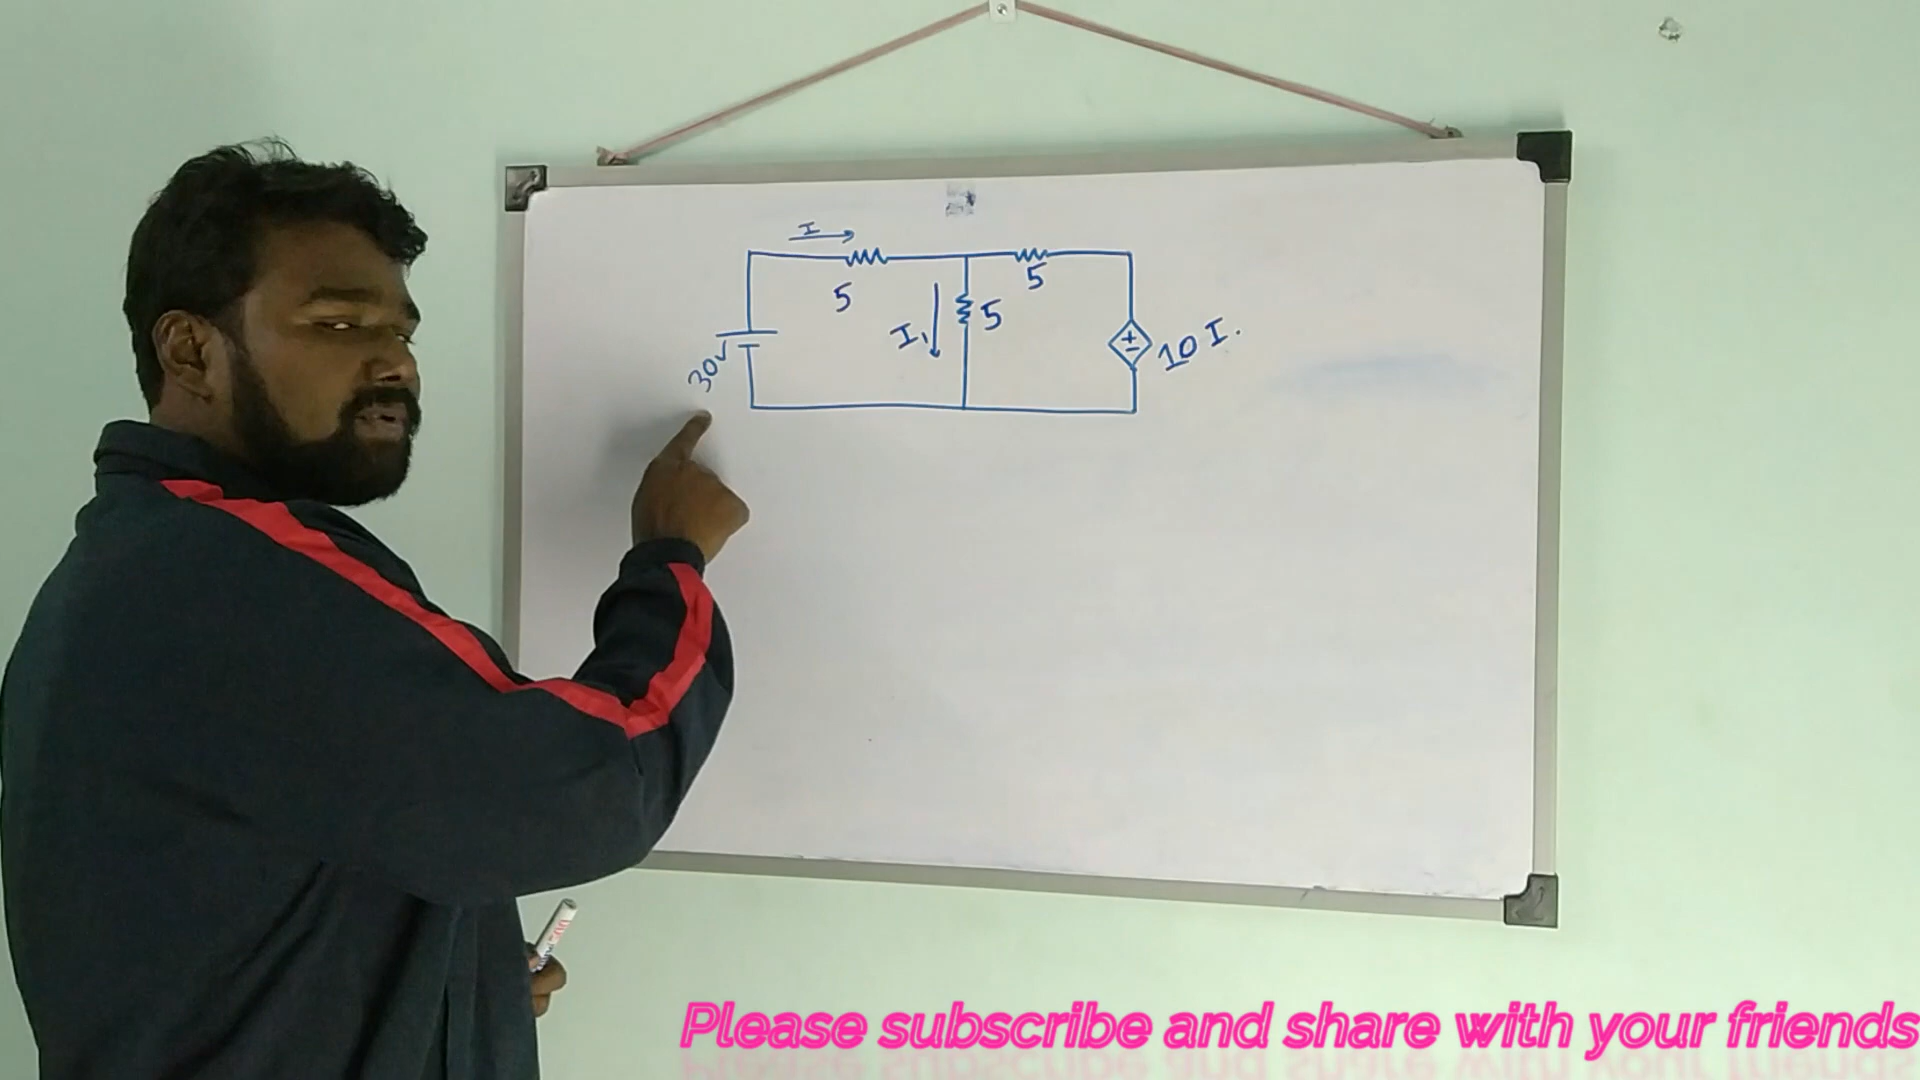 I
5
5
I₁
5
30V
10 I.
Please subscribe and share with your friends